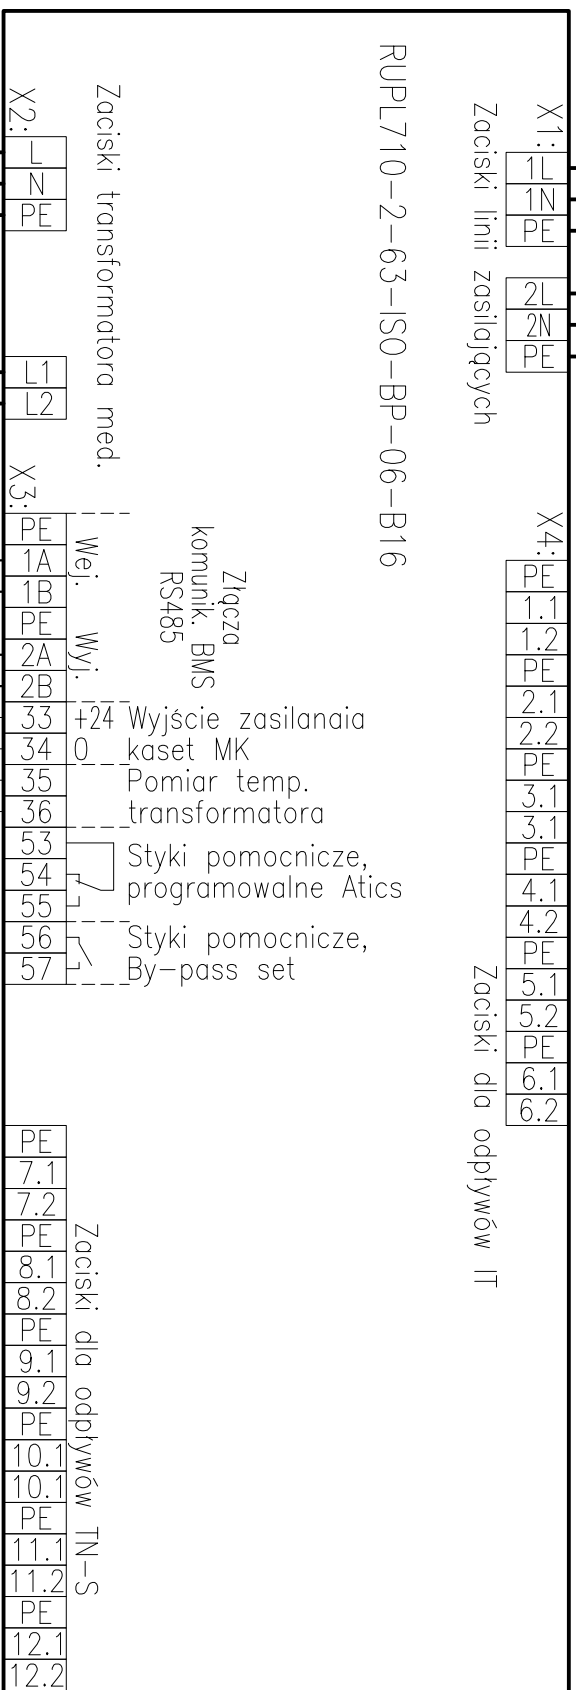 RUPL710-2-63-ISO-BP-06-B16
X1:
Zaciski linii zasilających
1L
1N
PE
2L
2N
PE
X4:
PE
1.1
1.2
PE
2.1
2.2
PE
3.1
3.1
PE
4.1
4.2
PE
5.1
5.2
PE
6.1
6.2
Zaciski dla odpływów IT
X2:
Zaciski transformatora med.
L
N
PE
L1
L2
X3:
PE
1A
1B
PE
2A
2B
Wej.
Wyj.
Złącza
komunik. BMS
RS485
33 +24 Wyjście zasilanaia
34 0 kaset MK
35 Pomiar temp.
36 transformatora
53
54
55
Styki pomocnicze,
programowalne Atics
56 Styki pomocnicze,
57 By-pass set
PE
7.1
7.2
PE
8.1
8.2
PE
9.1
9.2
PE
10.1
10.1
PE
11.1
11.2
PE
12.1
12.2
Zaciski dla odpływów TN-S